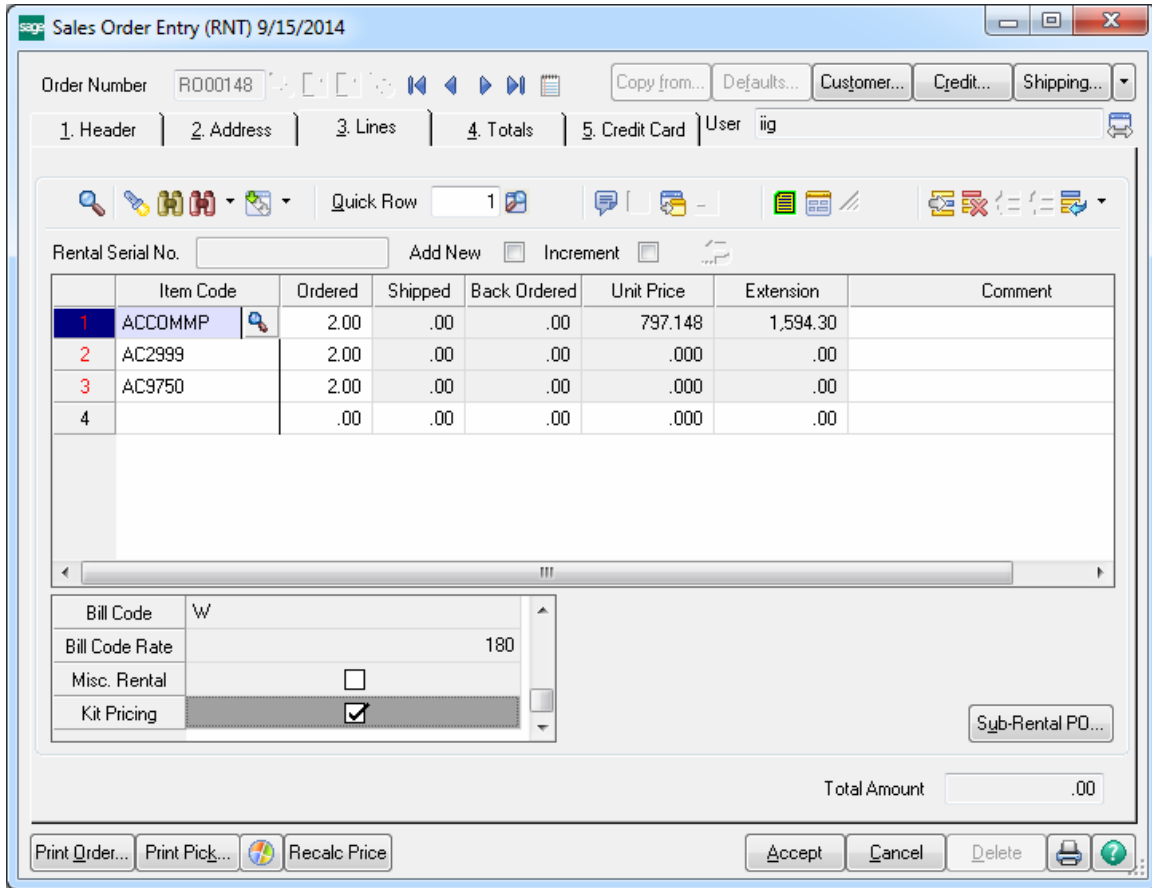 sage Sales Order Entry (RNT) 9/15/2014
Order Number RO00148 Copy from... Defaults... Customer... Credit... Shipping...
1. Header 2. Address 3. Lines 4. Totals 5. Credit Card User iig
Quick Row 1
Rental Serial No. Add New Increment
Item Code Ordered Shipped Back Ordered Unit Price Extension Comment
1 ACCOMMP 2.00 .00 .00 797.148 1,594.30
2 AC2999 2.00 .00 .00 .000 .00
3 AC9750 2.00 .00 .00 .000 .00
4 .00 .00 .00 .000 .00
Bill Code W
Bill Code Rate 180
Misc. Rental
Kit Pricing
Sub-Rental PO...
Total Amount .00
Print Order... Print Pick... Recalc Price Accept Cancel Delete ?